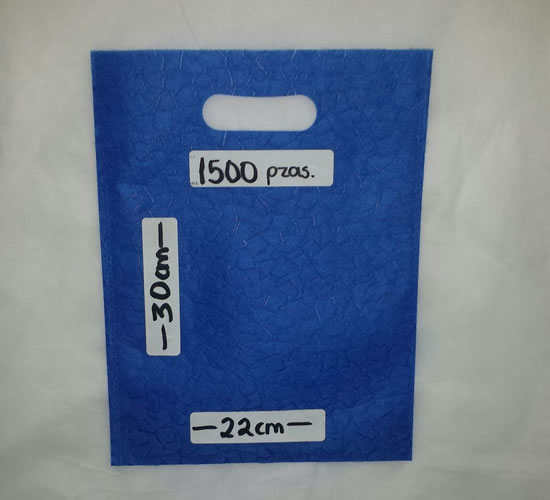 1500 pzas.
—30cm—
—22cm—